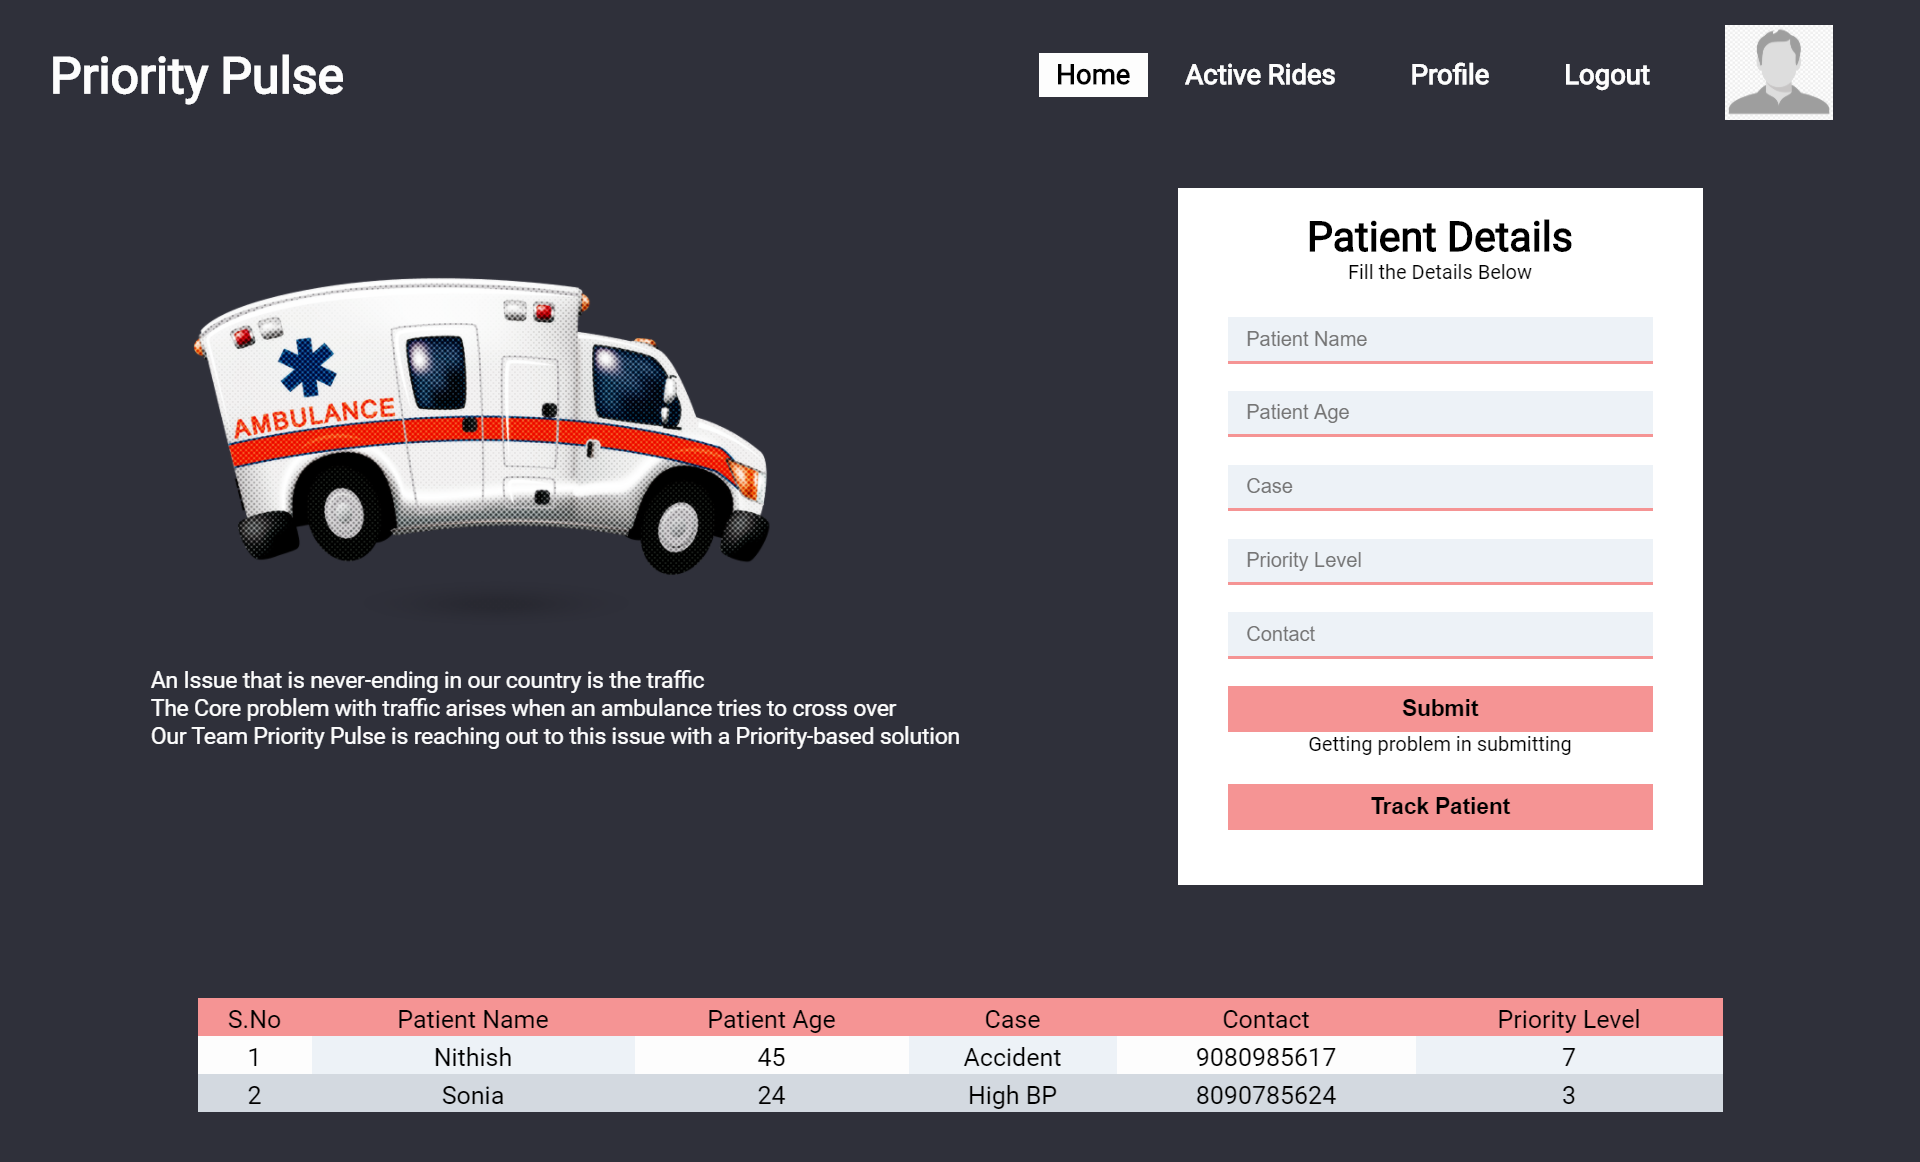 Priority Pulse
Home Active Rides Profile Logout
AMBULANCE
An Issue that is never-ending in our country is the traffic
The Core problem with traffic arises when an ambulance tries to cross over
Our Team Priority Pulse is reaching out to this issue with a Priority-based solution
Patient Details
Fill the Details Below
Patient Name
Patient Age
Case
Priority Level
Contact
Submit
Getting problem in submitting
Track Patient
S.No Patient Name Patient Age Case Contact Priority Level
1 Nithish 45 Accident 9080985617 7
2 Sonia 24 High BP 8090785624 3